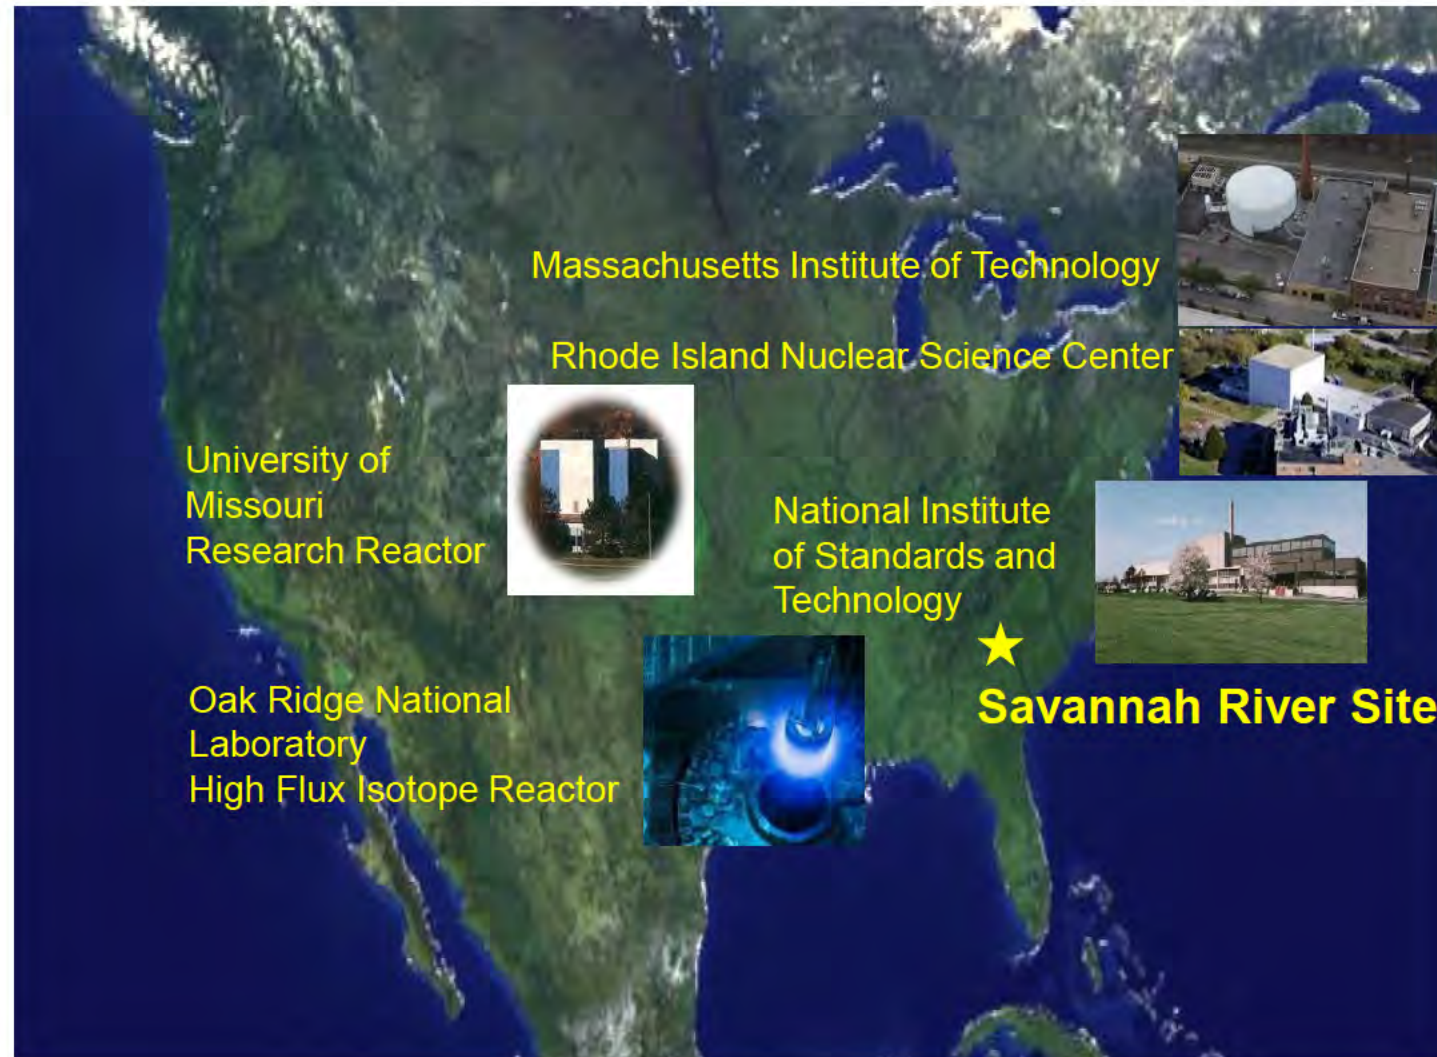 Massachusetts Institute of Technology
Rhode Island Nuclear Science Center
University of
Missouri
Research Reactor
National Institute
of Standards and
Technology
Savannah River Site
Oak Ridge National
Laboratory
High Flux Isotope Reactor